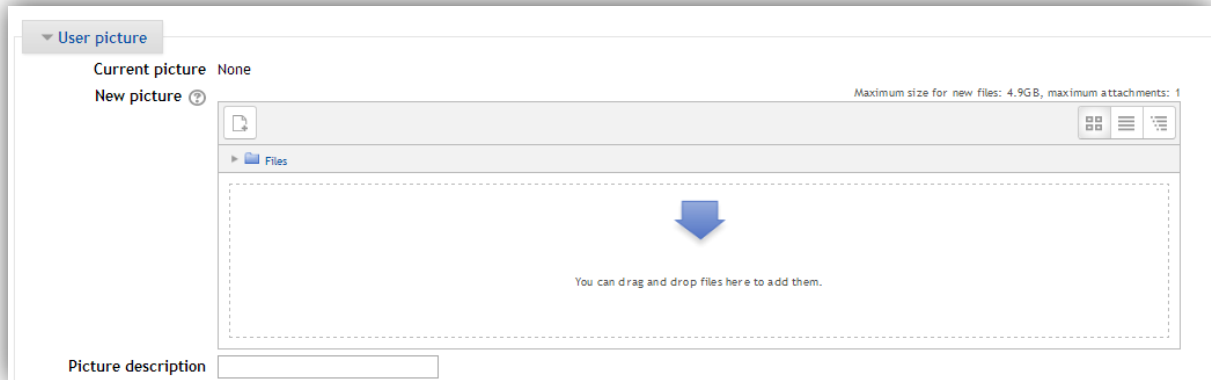 User picture
Current picture None
New picture
Maximum size for new files: 4.9GB, maximum attachments: 1
Files
You can drag and drop files here to add them.
Picture description